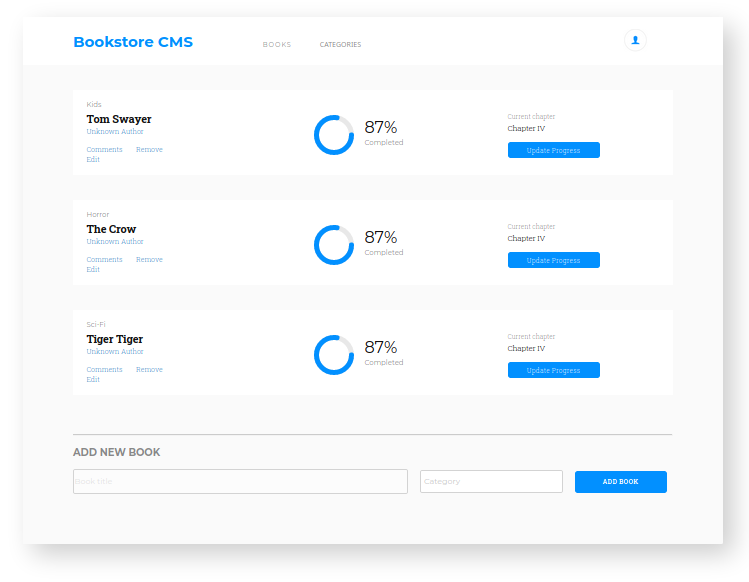 Bookstore CMS
BOOKS CATEGORIES
Kids
Tom Swayer
Unknown Author
Comments Remove
Edit
87%
Completed
Current chapter
Chapter IV
Update Progress
Horror
The Crow
Unknown Author
Comments Remove
Edit
87%
Completed
Current chapter
Chapter IV
Update Progress
Sci-Fi
Tiger Tiger
Unknown Author
Comments Remove
Edit
87%
Completed
Current chapter
Chapter IV
Update Progress
ADD NEW BOOK
Book title Category ADD BOOK